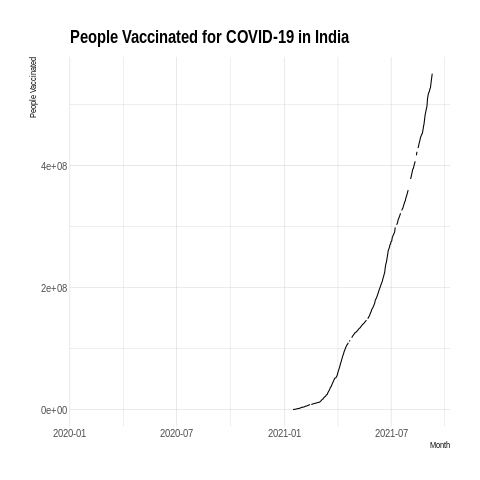 People Vaccinated for COVID-19 in India
People Vaccinated
4e+08
2e+08
0e+00
2020-01 2020-07 2021-01 2021-07
Month